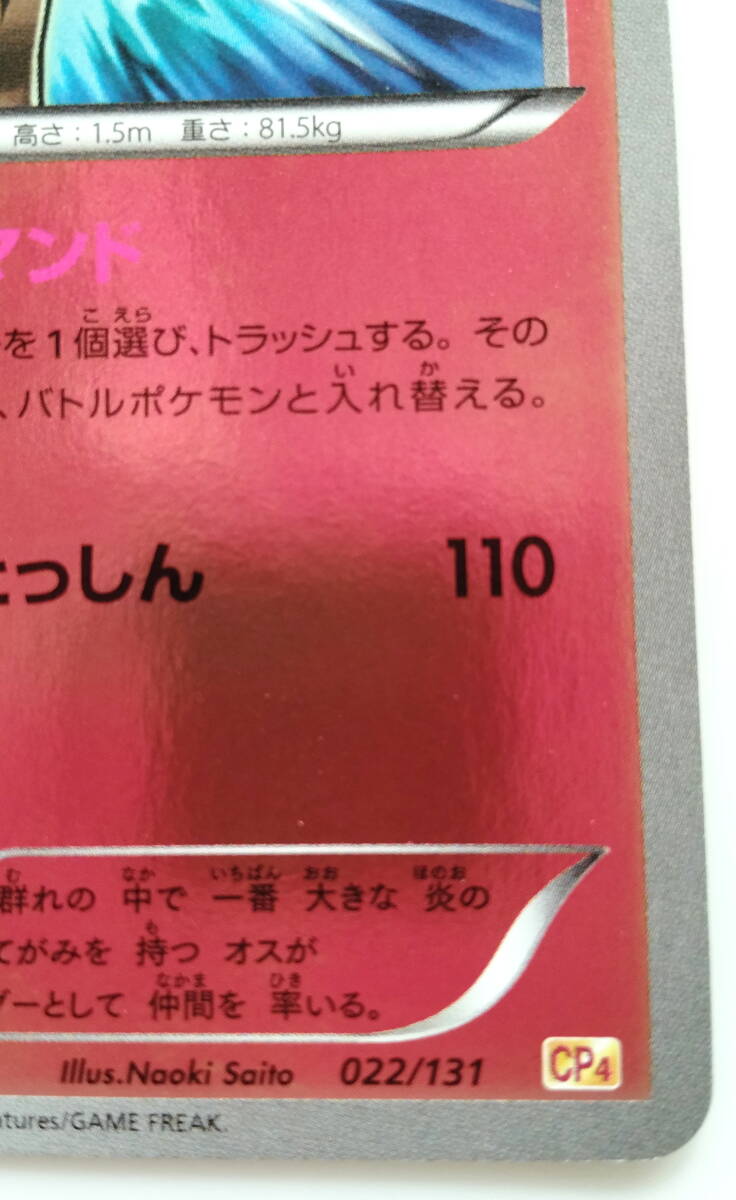 高さ：1.5m 重さ：81.5kg
マンド
を1個選び、トラッシュする。その
、バトルポケモンと入れ替える。
とっしん 110
群れの 中で 一番 大きな 炎の
てがみを 持つ オスが
ダーとして 仲間を 率いる。
Illus.Naoki Saito 022/131 CP4
atures/GAME FREAK.